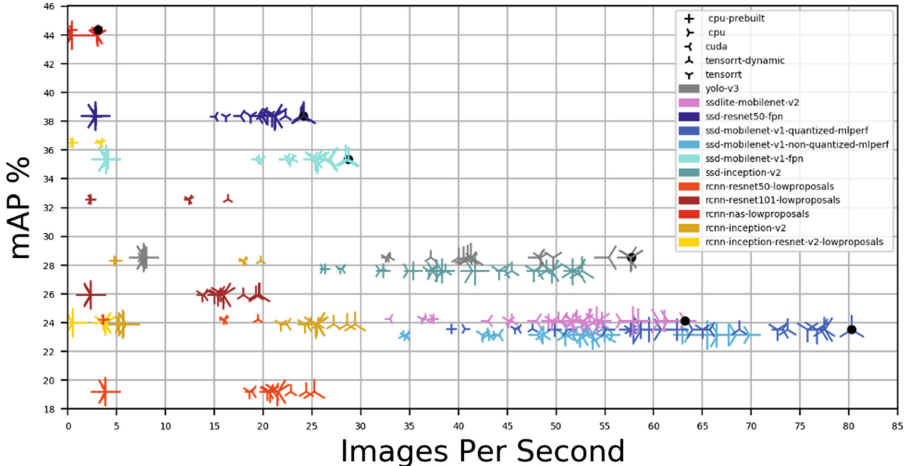 mAP %
46
44
42
40
38
36
34
32
30
28
26
24
22
20
18
0 5 10 15 20 25 30 35 40 45 50 55 60 65 70 75 80 85
Images Per Second
cpu-prebuilt
cpu
cuda
tensorrt-dynamic
tensorrt
yolo-v3
ssdlite-mobilenet-v2
ssd-resnet50-fpn
ssd-mobilenet-v1-quantized-mlperf
ssd-mobilenet-v1-non-quantized-mlperf
ssd-mobilenet-v1-fpn
ssd-inception-v2
rcnn-resnet50-lowproposals
rcnn-resnet101-lowproposals
rcnn-nas-lowproposals
rcnn-inception-v2
rcnn-inception-resnet-v2-lowproposals